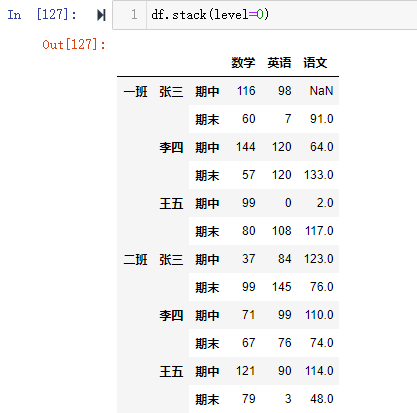 In [127]: 1 df.stack(level=0)
Out[127]:
数学 英语 语文
一班 张三 期中 116 98 NaN
期末 60 7 91.0
李四 期中 144 120 64.0
期末 57 120 133.0
王五 期中 99 0 2.0
期末 80 108 117.0
二班 张三 期中 37 84 123.0
期末 99 145 76.0
李四 期中 71 99 110.0
期末 67 76 74.0
王五 期中 121 90 114.0
期末 79 3 48.0